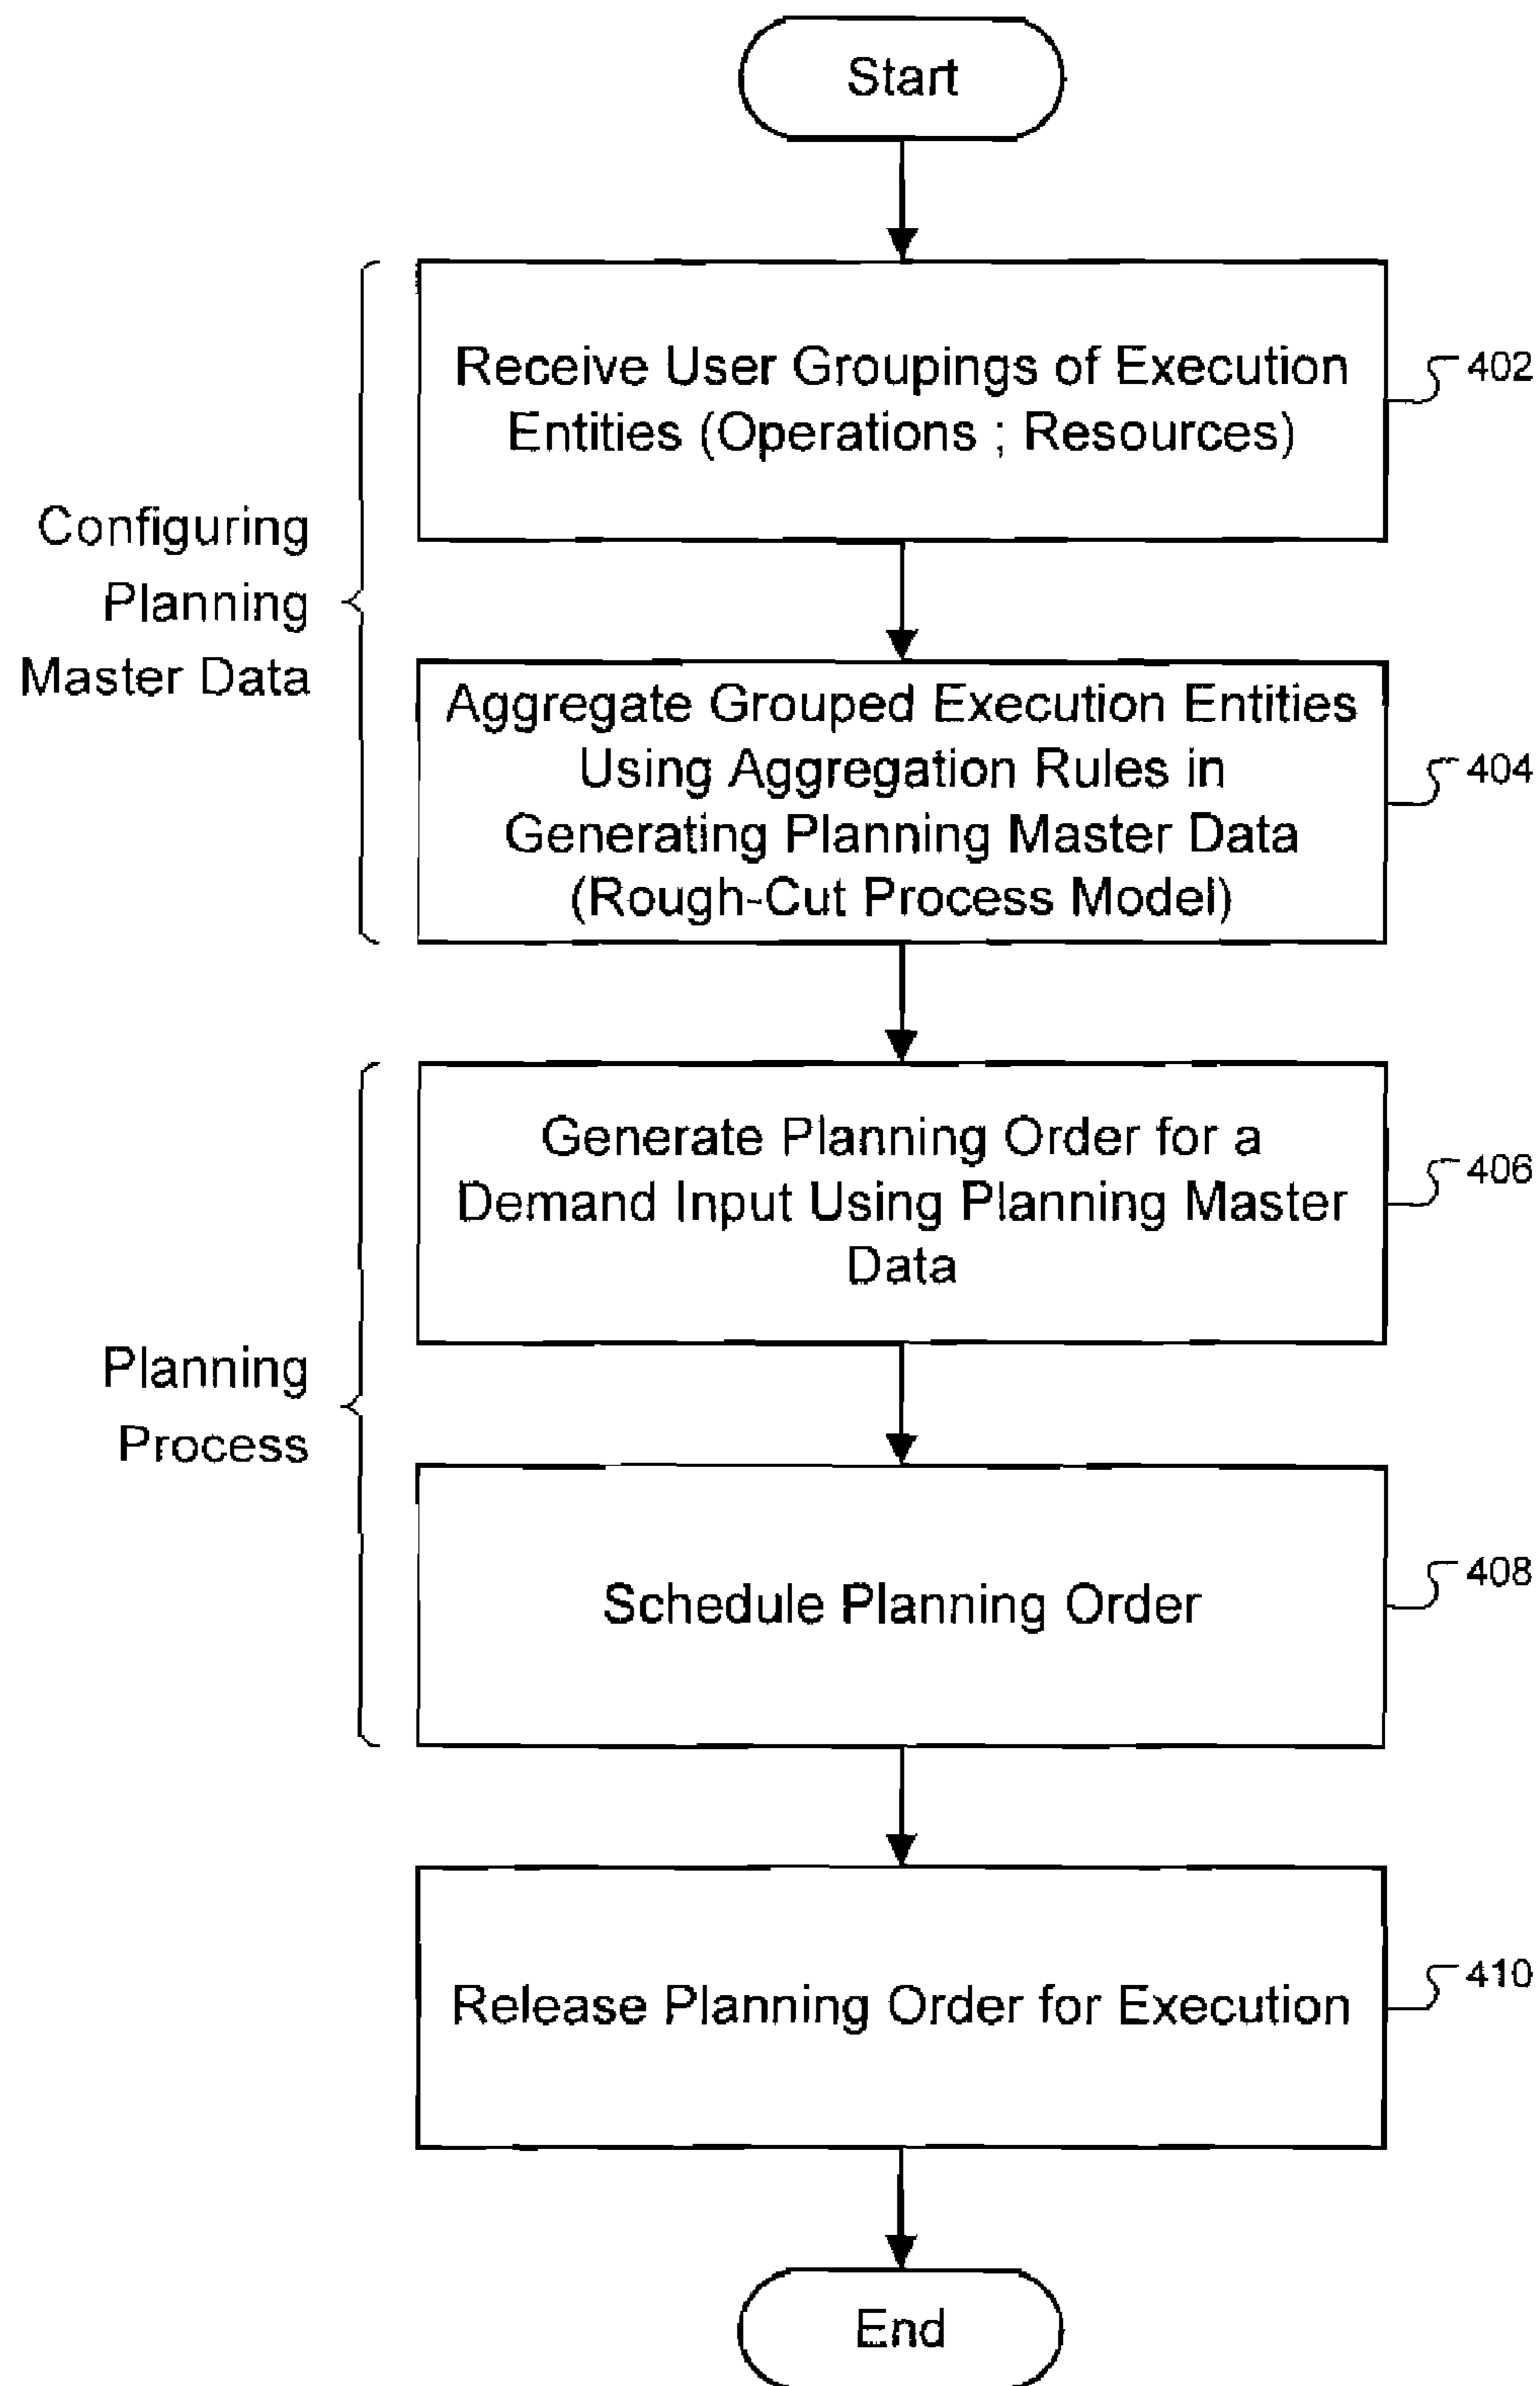 Start
Receive User Groupings of Execution
Entities (Operations ; Resources)
402
Configuring
Planning
Master Data
Aggregate Grouped Execution Entities
Using Aggregation Rules in
Generating Planning Master Data
(Rough-Cut Process Model)
404
Generate Planning Order for a
Demand Input Using Planning Master
Data
406
Planning
Process
Schedule Planning Order
408
Release Planning Order for Execution
410
End